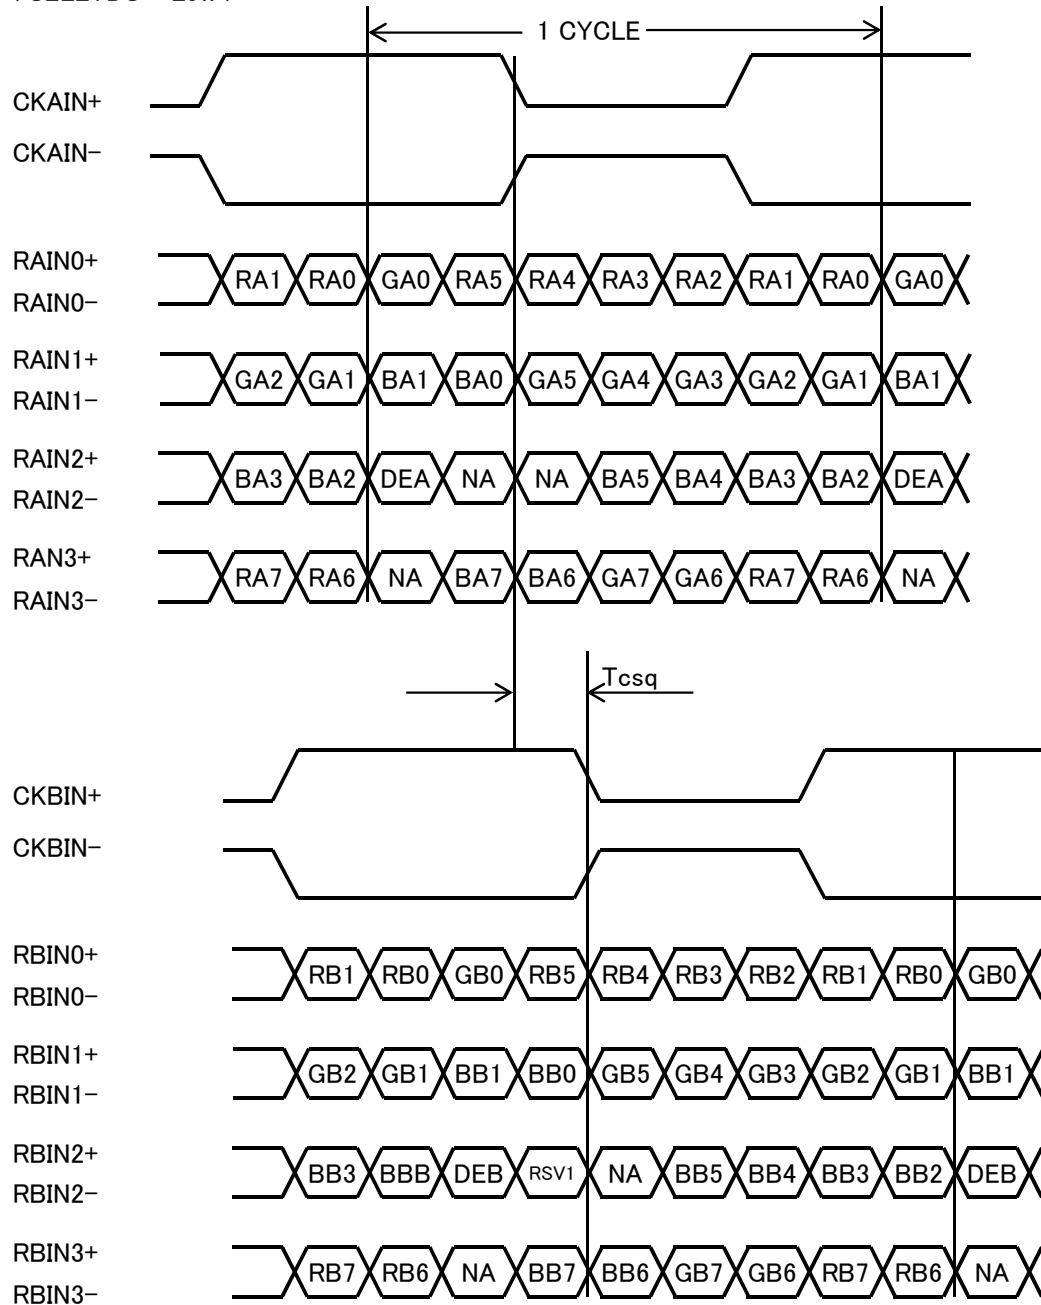 1 CYCLE
CKAIN+
CKAIN-
RAIN0+
RA1 RA0 GA0 RA5 RA4 RA3 RA2 RA1 RA0 GA0
RAIN0-
RAIN1+
GA2 GA1 BA1 BA0 GA5 GA4 GA3 GA2 GA1 BA1
RAIN1-
RAIN2+
BA3 BA2 DEA NA NA BA5 BA4 BA3 BA2 DEA
RAIN2-
RAN3+
RA7 RA6 NA BA7 BA6 GA7 GA6 RA7 RA6 NA
RAIN3-
Tcsq
CKBIN+
CKBIN-
RBIN0+
RB1 RB0 GB0 RB5 RB4 RB3 RB2 RB1 RB0 GB0
RBIN0-
RBIN1+
GB2 GB1 BB1 BB0 GB5 GB4 GB3 GB2 GB1 BB1
RBIN1-
RBIN2+
BB3 BBB DEB RSV1 NA BB5 BB4 BB3 BB2 DEB
RBIN2-
RBIN3+
RB7 RB6 NA BB7 BB6 GB7 GB6 RB7 RB6 NA
RBIN3-